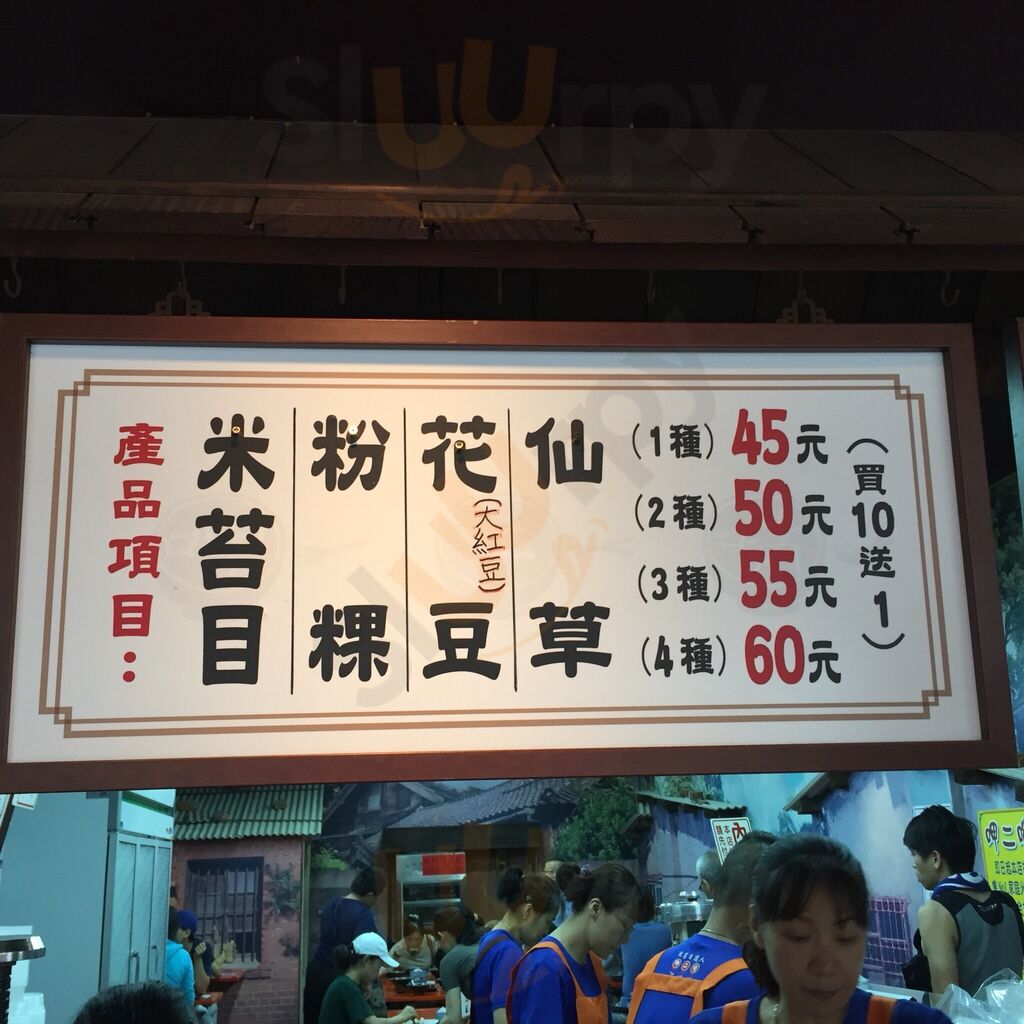 Sluurpy
產品項目：
米苔目
粉粿
花豆
(大紅豆)
仙草
(1種) 45元
(2種) 50元
(3種) 55元
(4種) 60元
(買10送1)
內